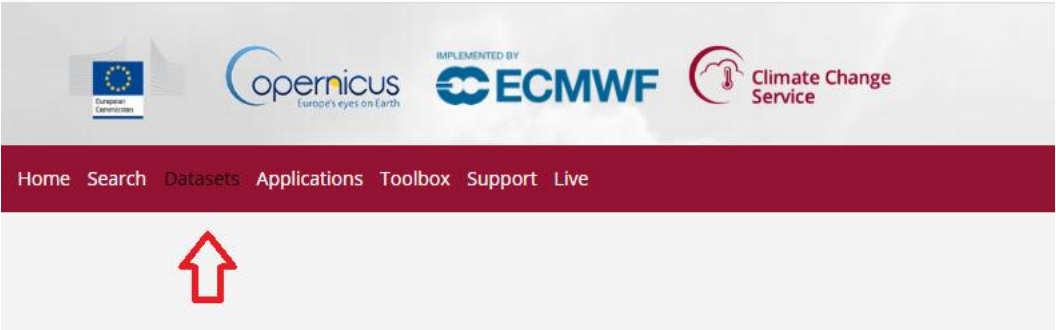 European
Commission
opernicus
Europe's eyes on Earth
IMPLEMENTED BY
ECMWF
Climate Change
Service
Home Search Datasets Applications Toolbox Support Live